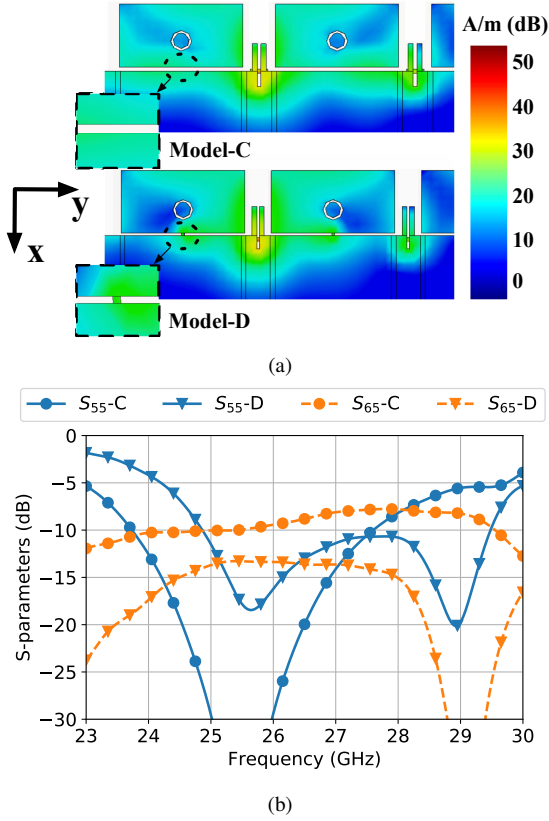 A/m (dB)
50
40
30
20
10
0
Model-C
y
x
Model-D
(a)
S55-C S55-D S65-C S65-D
0
−5
−10
−15
−20
−25
−30
S-parameters (dB)
23 24 25 26 27 28 29 30
Frequency (GHz)
(b)